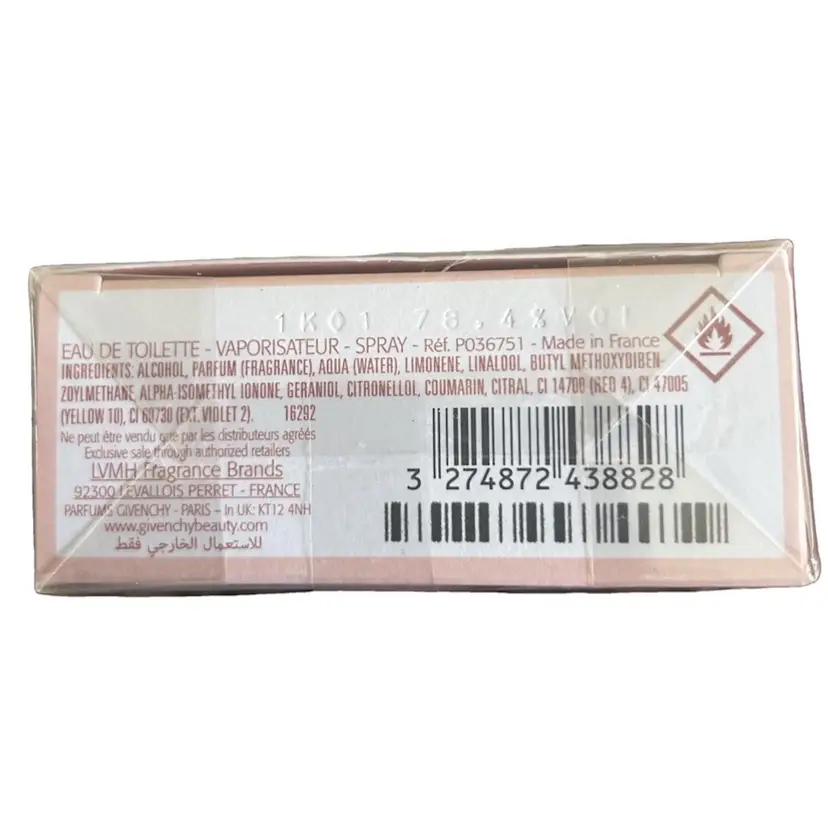 1K01 78.4%Vol
EAU DE TOILETTE - VAPORISATEUR - SPRAY - Réf. P036751 - Made in France
INGREDIENTS: ALCOHOL, PARFUM (FRAGRANCE), AQUA (WATER), LIMONENE, LINALOOL, BUTYL METHOXYDIBEN-
ZOYLMETHANE, ALPHA-ISOMETHYL IONONE, GERANIOL, CITRONELLOL, COUMARIN, CITRAL, CI 14700 (RED 4), CI 47005
(YELLOW 10), CI 60730 (EXT. VIOLET 2). 16292
Ne peut être vendu que par les distributeurs agréés
Exclusive sale through authorized retailers
LVMH Fragrance Brands
92300 LEVALLOIS PERRET - FRANCE
PARFUMS GIVENCHY - PARIS - In UK: KT12 4NH
www.givenchybeauty.com
للاستعمال الخارجي فقط
3 274872 438828